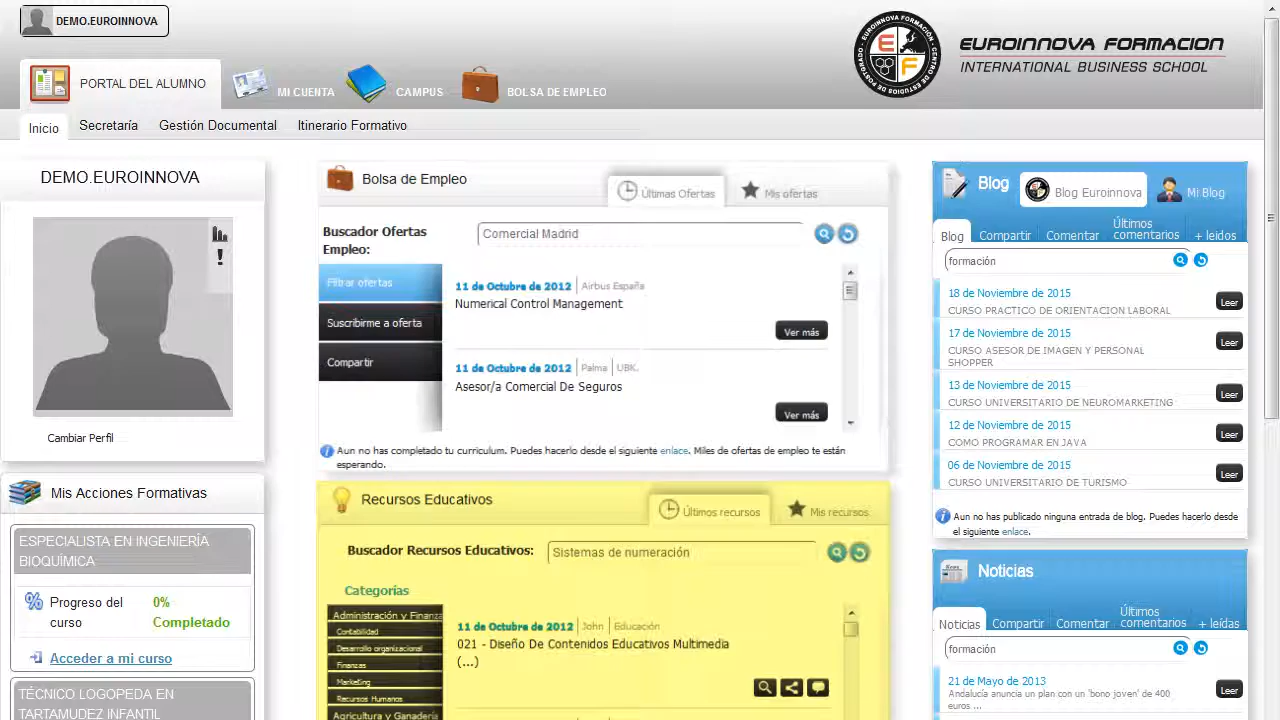 DEMO.EUROINNOVA
EUROINNOVA FORMACION
INTERNATIONAL BUSINESS SCHOOL
EUROINNOVA FORMACIÓN · CENTRO DE ESTUDIOS DE POSTGRADO
E
F
PORTAL DEL ALUMNO
MI CUENTA
CAMPUS
BOLSA DE EMPLEO
Inicio
Secretaría
Gestión Documental
Itinerario Formativo
DEMO.EUROINNOVA
Cambiar Perfil
Mis Acciones Formativas
ESPECIALISTA EN INGENIERÍA
BIOQUÍMICA
Progreso del
curso
0%
Completado
Acceder a mi curso
TÉCNICO LOGOPEDA EN
TARTAMUDEZ INFANTIL
Bolsa de Empleo
Últimas Ofertas
Mis ofertas
Buscador Ofertas
Empleo:
Comercial Madrid
Filtrar ofertas
Suscribirme a oferta
Compartir
11 de Octubre de 2012 Airbus España
Numerical Control Management
Ver más
11 de Octubre de 2012 Palma UBK.
Asesor/a Comercial De Seguros
Ver más
Aun no has completado tu curriculum. Puedes hacerlo desde el siguiente enlace. Miles de ofertas de empleo te están
esperando.
Recursos Educativos
Últimos recursos
Mis recursos
Buscador Recursos Educativos:
Sistemas de numeración
Categorías
Administración y Finanza
Contabilidad
Desarrollo organizacional
Finanzas
Marketing
Recursos Humanos
Agricultura y Ganadería
11 de Octubre de 2012 John Educación
021 - Diseño De Contenidos Educativos Multimedia
(...)
Blog
Blog Euroinnova
Mi Blog
Blog
Compartir
Comentar
Últimos
comentarios
+ leidos
formación
18 de Noviembre de 2015
CURSO PRACTICO DE ORIENTACION LABORAL
Leer
17 de Noviembre de 2015
CURSO ASESOR DE IMAGEN Y PERSONAL
SHOPPER
Leer
13 de Noviembre de 2015
CURSO UNIVERSITARIO DE NEUROMARKETING
Leer
12 de Noviembre de 2015
COMO PROGRAMAR EN JAVA
Leer
06 de Noviembre de 2015
CURSO UNIVERSITARIO DE TURISMO
Leer
Aun no has publicado ninguna entrada de blog. Puedes hacerlo desde
el siguiente enlace.
Noticias
Noticias
Compartir
Comentar
Últimos
comentarios
+ leídas
formación
21 de Mayo de 2013
Andalucía anuncia un plan con un 'bono joven' de 400
euros ...
Leer